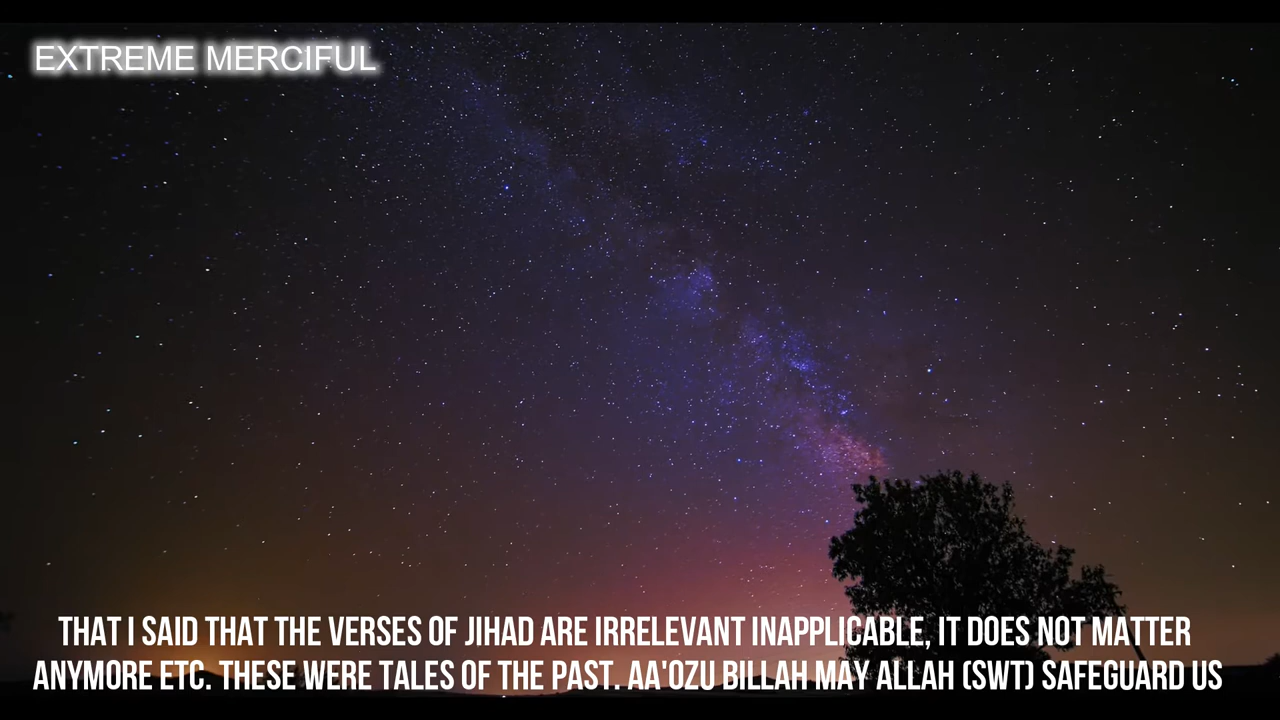 EXTREME MERCIFUL
THAT I SAID THAT THE VERSES OF JIHAD ARE IRRELEVANT INAPPLICABLE, IT DOES NOT MATTER
ANYMORE ETC. THESE WERE TALES OF THE PAST. AA'OZU BILLAH MAY ALLAH (SWT) SAFEGUARD US